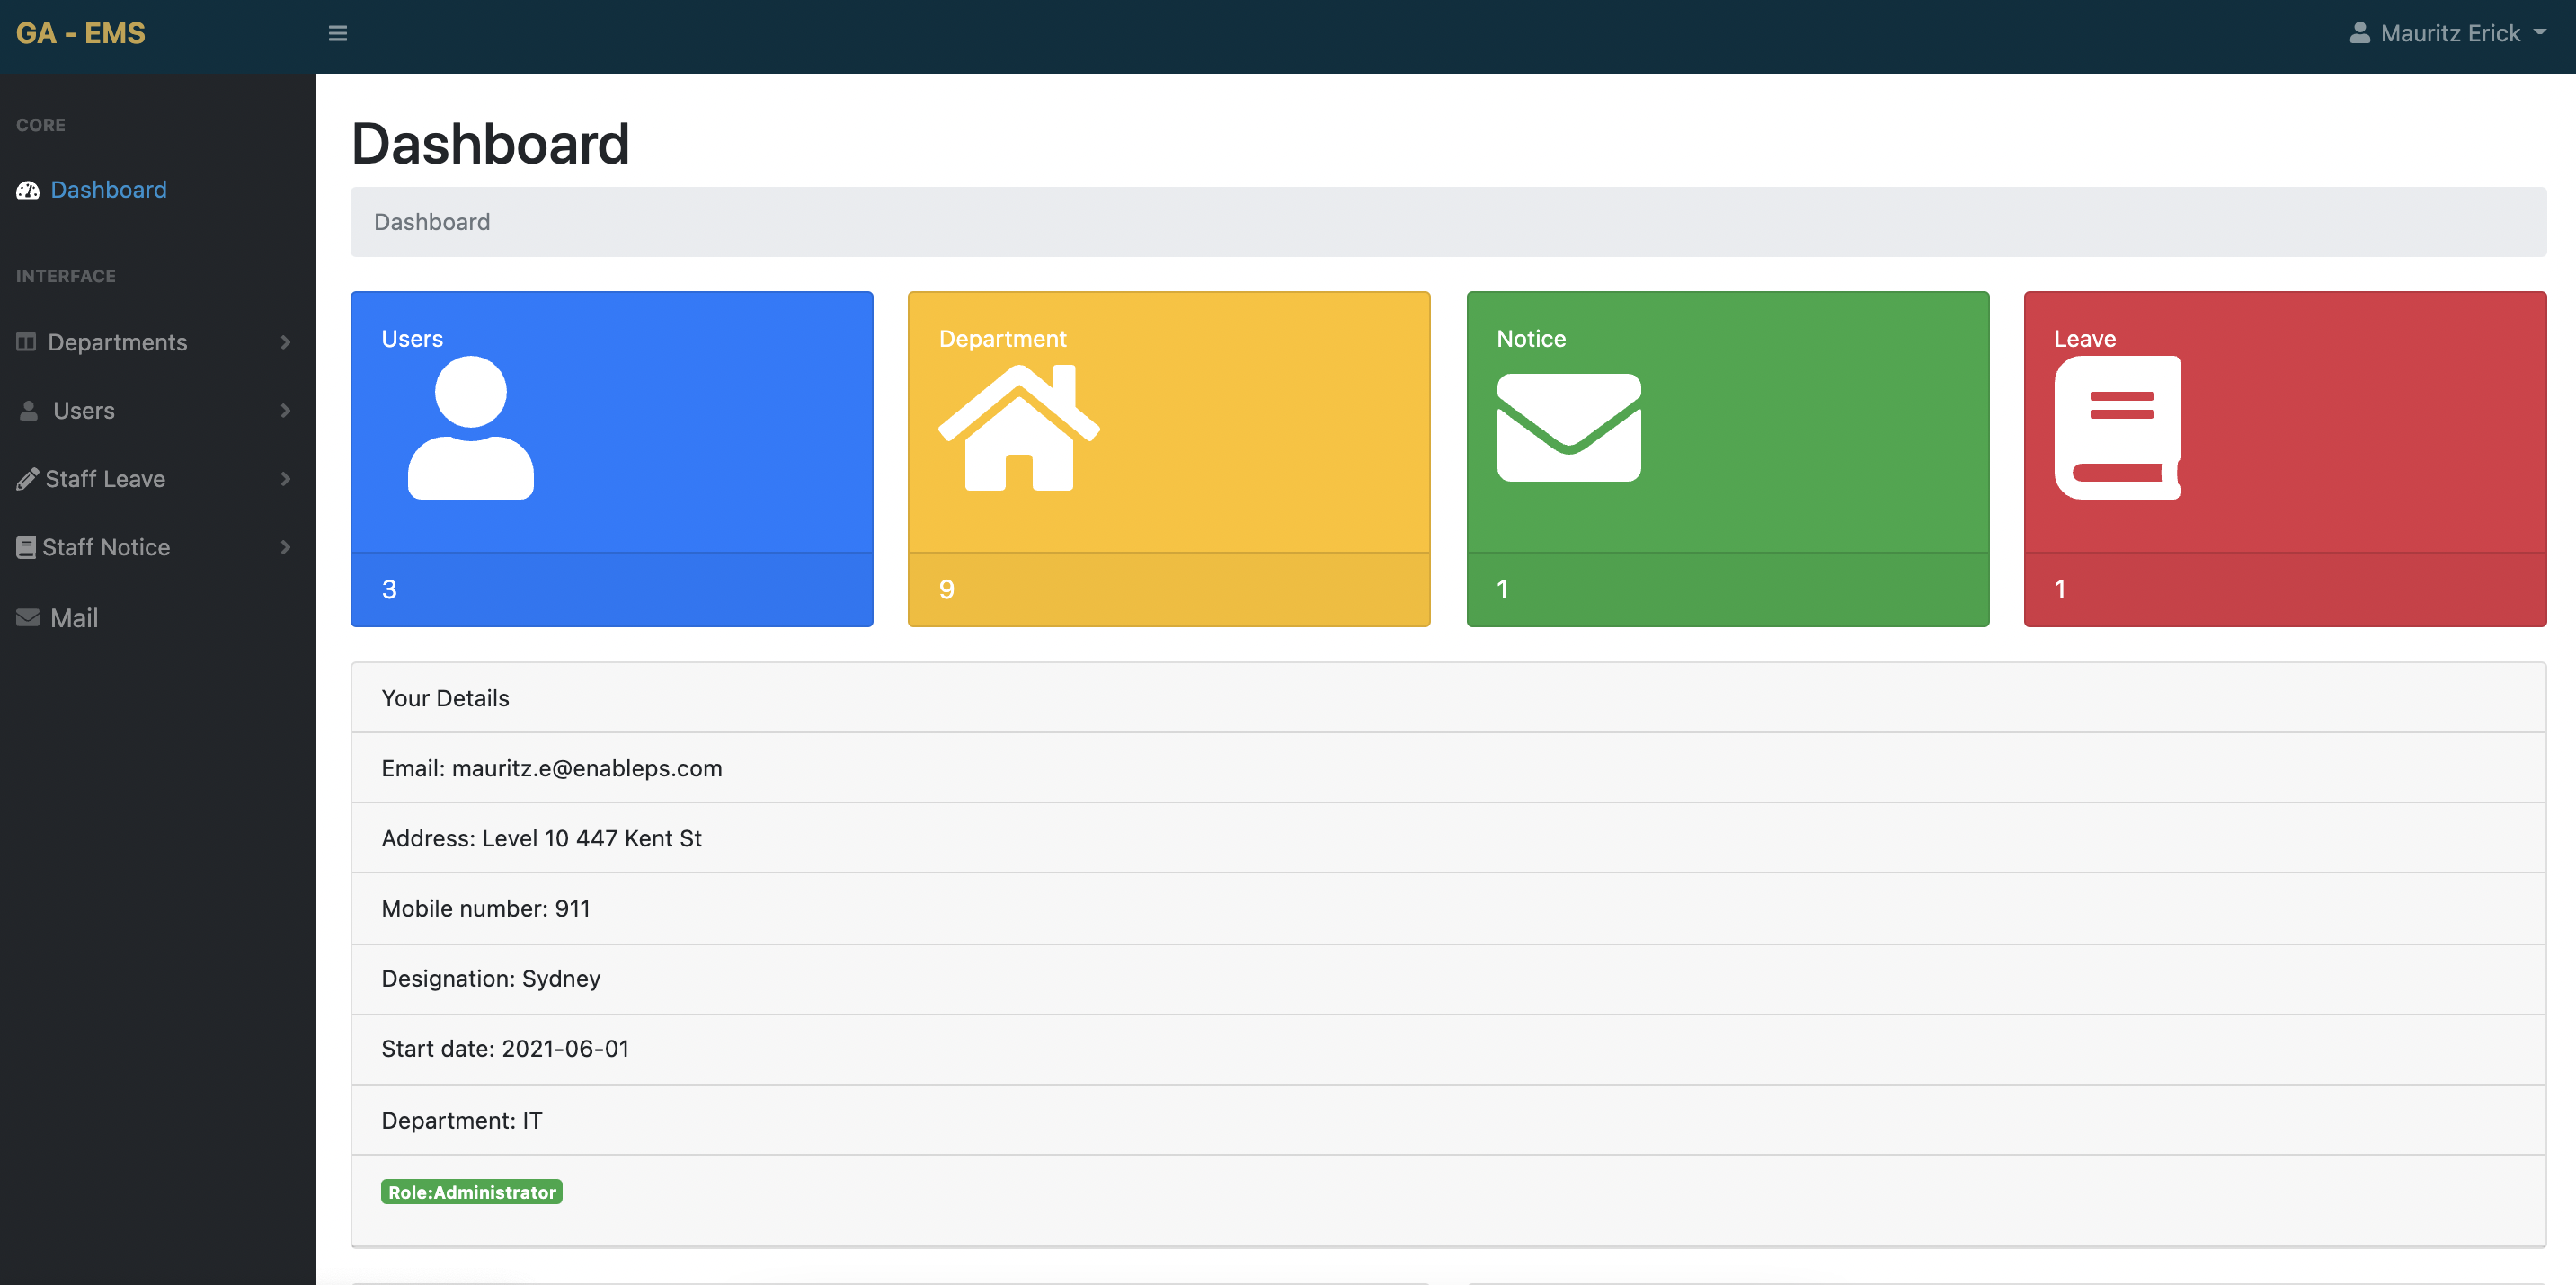 GA - EMS
Mauritz Erick
CORE
Dashboard
INTERFACE
Departments
Users
Staff Leave
Staff Notice
Mail
Dashboard
Dashboard
Users
3
Department
9
Notice
1
Leave
1
Your Details
Email: mauritz.e@enableps.com
Address: Level 10 447 Kent St
Mobile number: 911
Designation: Sydney
Start date: 2021-06-01
Department: IT
Role:Administrator